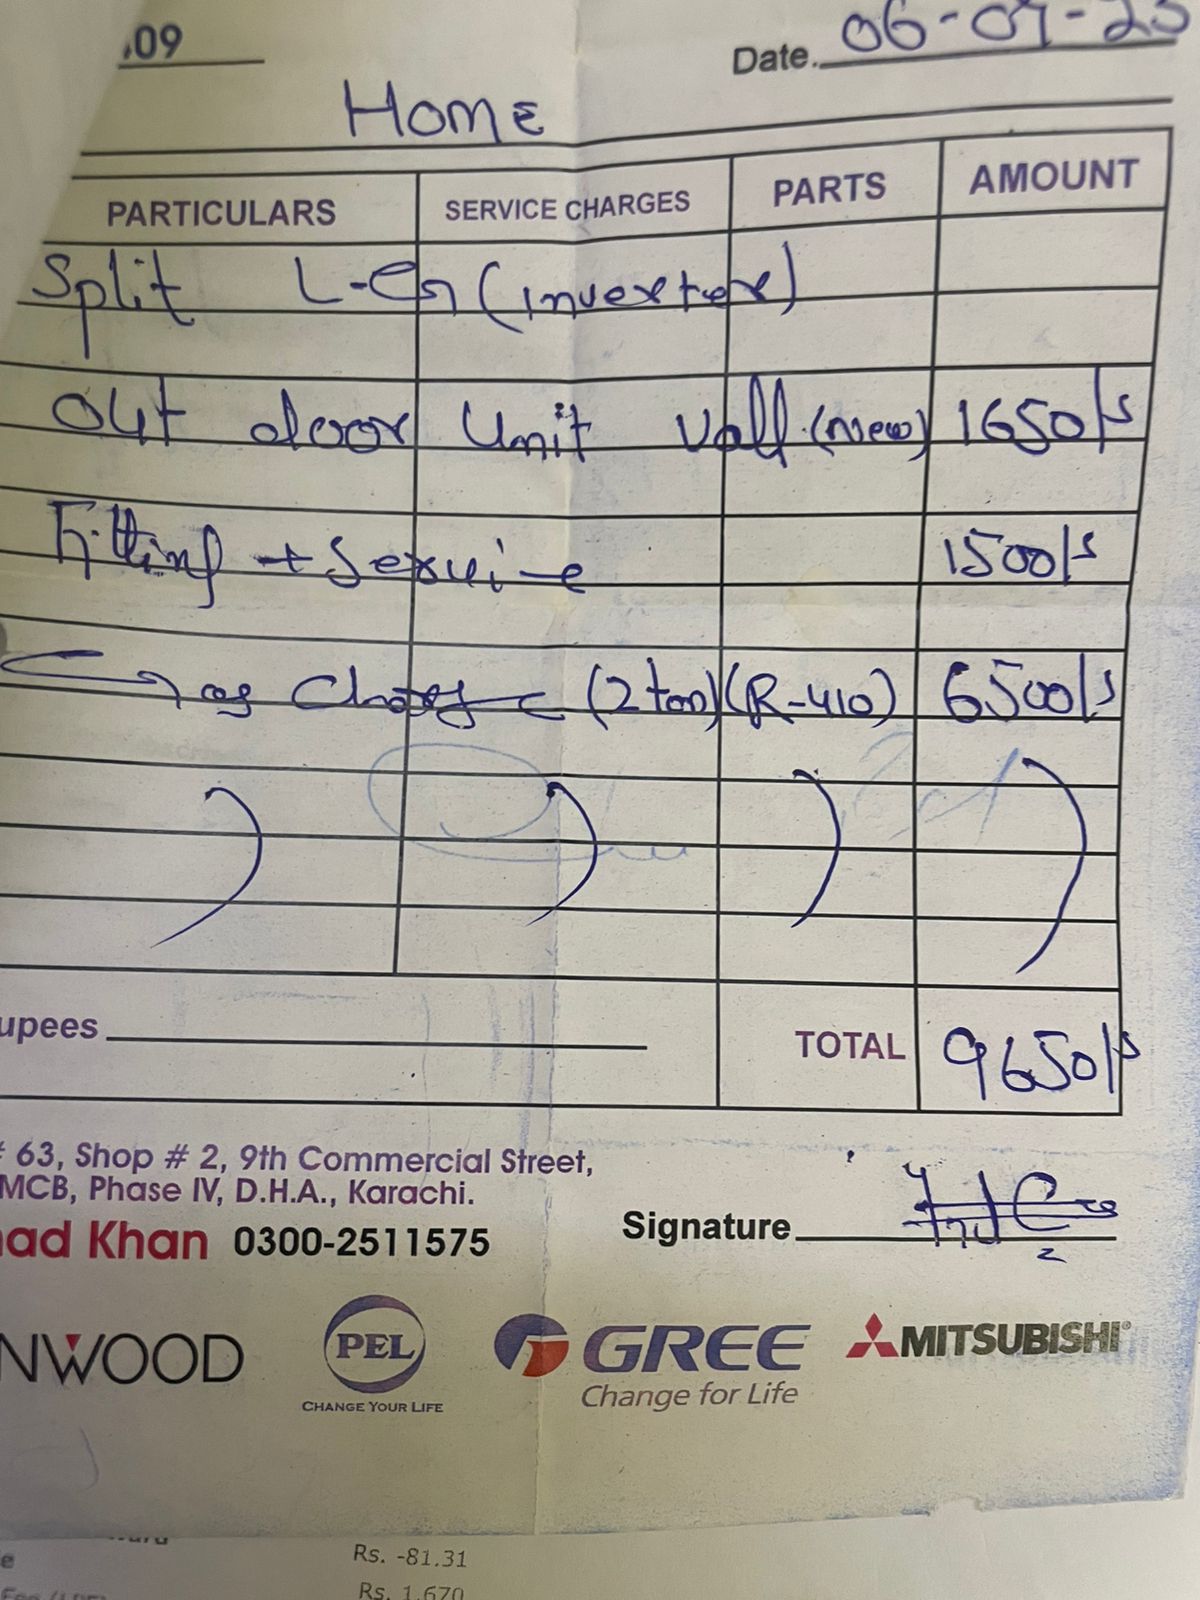 .09
Date. 06-07-23
Home
PARTICULARS SERVICE CHARGES PARTS AMOUNT
Split L-G (inverter)
Out door Unit Vall (new) 1650/s
Fitting + Service 1500/s
Gas Charge (2 ton) (R-410) 6500/s
upees
TOTAL 9650/s
# 63, Shop # 2, 9th Commercial Street,
MCB, Phase IV, D.H.A., Karachi.
ad Khan 0300-2511575
Signature
NWOOD
PEL
CHANGE YOUR LIFE
GREE
Change for Life
MITSUBISHI
Rs. -81.31
Rs. 1,670